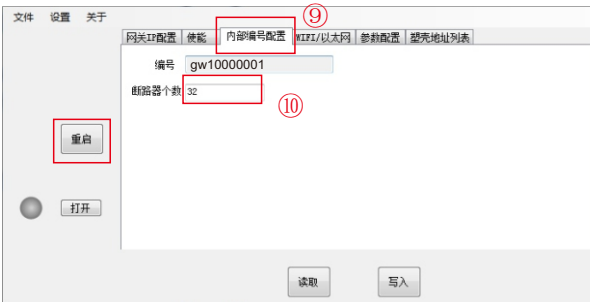 文件 设置 关于
⑨
网关IP配置 使能 内部编号配置 WIFI/以太网 参数配置 塑壳地址列表
编号 gw10000001
断路器个数 32
⑩
重启
打开
读取 写入